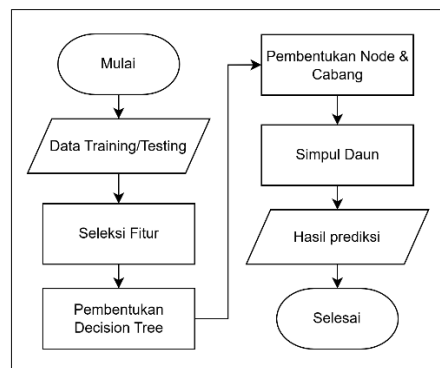 Mulai
Data Training/Testing
Seleksi Fitur
Pembentukan
Decision Tree
Pembentukan Node &
Cabang
Simpul Daun
Hasil prediksi
Selesai